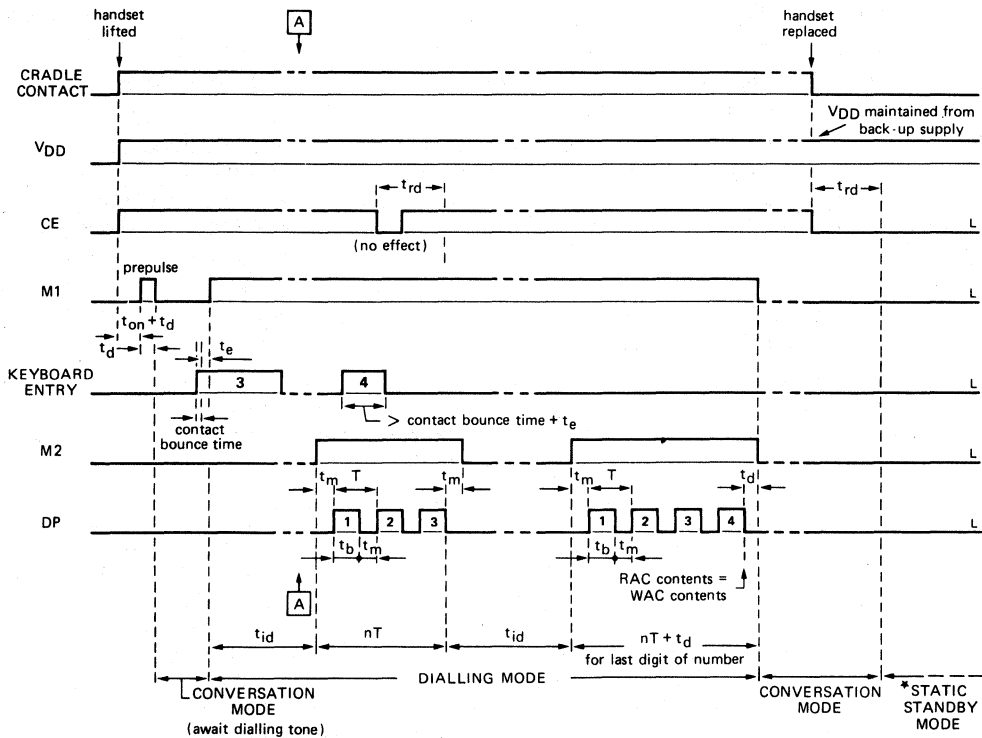 handset
lifted
A
handset
replaced
CRADLE
CONTACT
VDD maintained from
back-up supply
VDD
trd
trd
CE
(no effect)
L
prepulse
M1
L
ton + td
td
te
KEYBOARD
ENTRY
3
4
L
> contact bounce time + te
contact
bounce time
M2
L
tm
T
tm
tm
T
td
DP
1
2
3
1
2
3
4
L
tb
tm
tb
tm
RAC contents =
WAC contents
A
tid
nT
tid
nT + td
for last digit of number
DIALLING MODE
CONVERSATION
MODE
(await dialling tone)
CONVERSATION
MODE
*STATIC
STANDBY
MODE